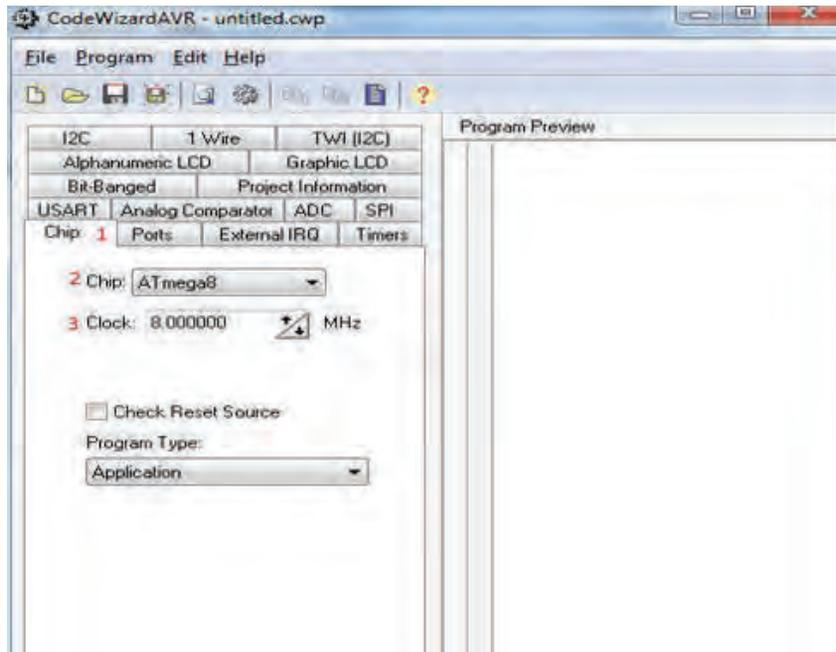 CodeWizardAVR - untitled.cwp
File Program Edit Help
I2C 1 Wire TWI (I2C)
Alphanumeric LCD Graphic LCD
Bit-Banged Project Information
USART Analog Comparator ADC SPI
Chip 1 Ports External IRQ Timers
2 Chip: ATmega8
3 Clock: 8.000000 MHz
Check Reset Source
Program Type:
Application
Program Preview